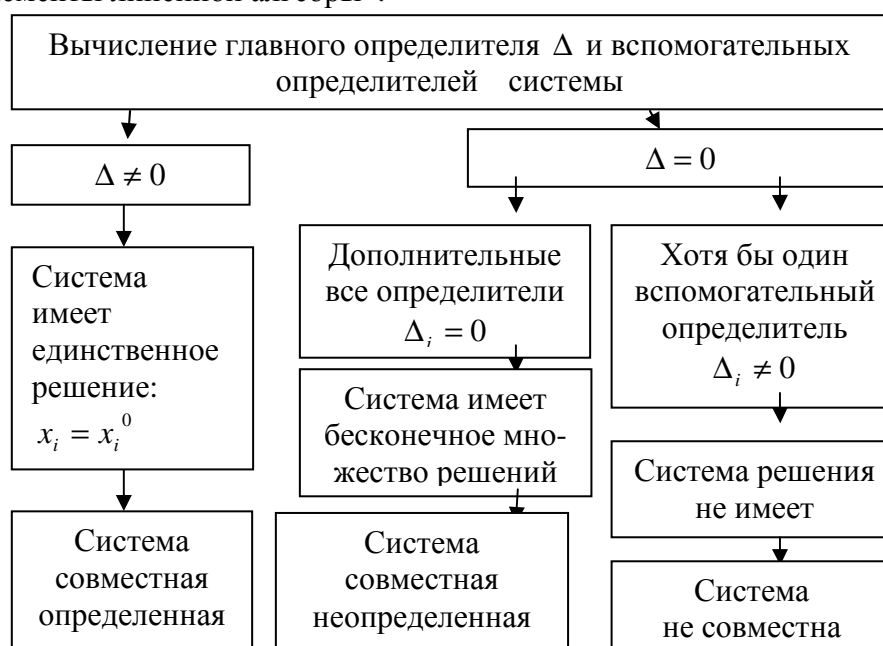 линейной алгебры".
Вычисление главного определителя Δ и вспомогательных
определителей системы
Δ ≠ 0
Δ = 0
Система
имеет
единственное
решение:
x_i = x_i^0
Дополнительные
все определители
Δ_i = 0
Хотя бы один
вспомогательный
определитель
Δ_i ≠ 0
Система имеет
бесконечное мно-
жество решений
Система решения
не имеет
Система
совместная
определенная
Система
совместная
неопределенная
Система
не совместна